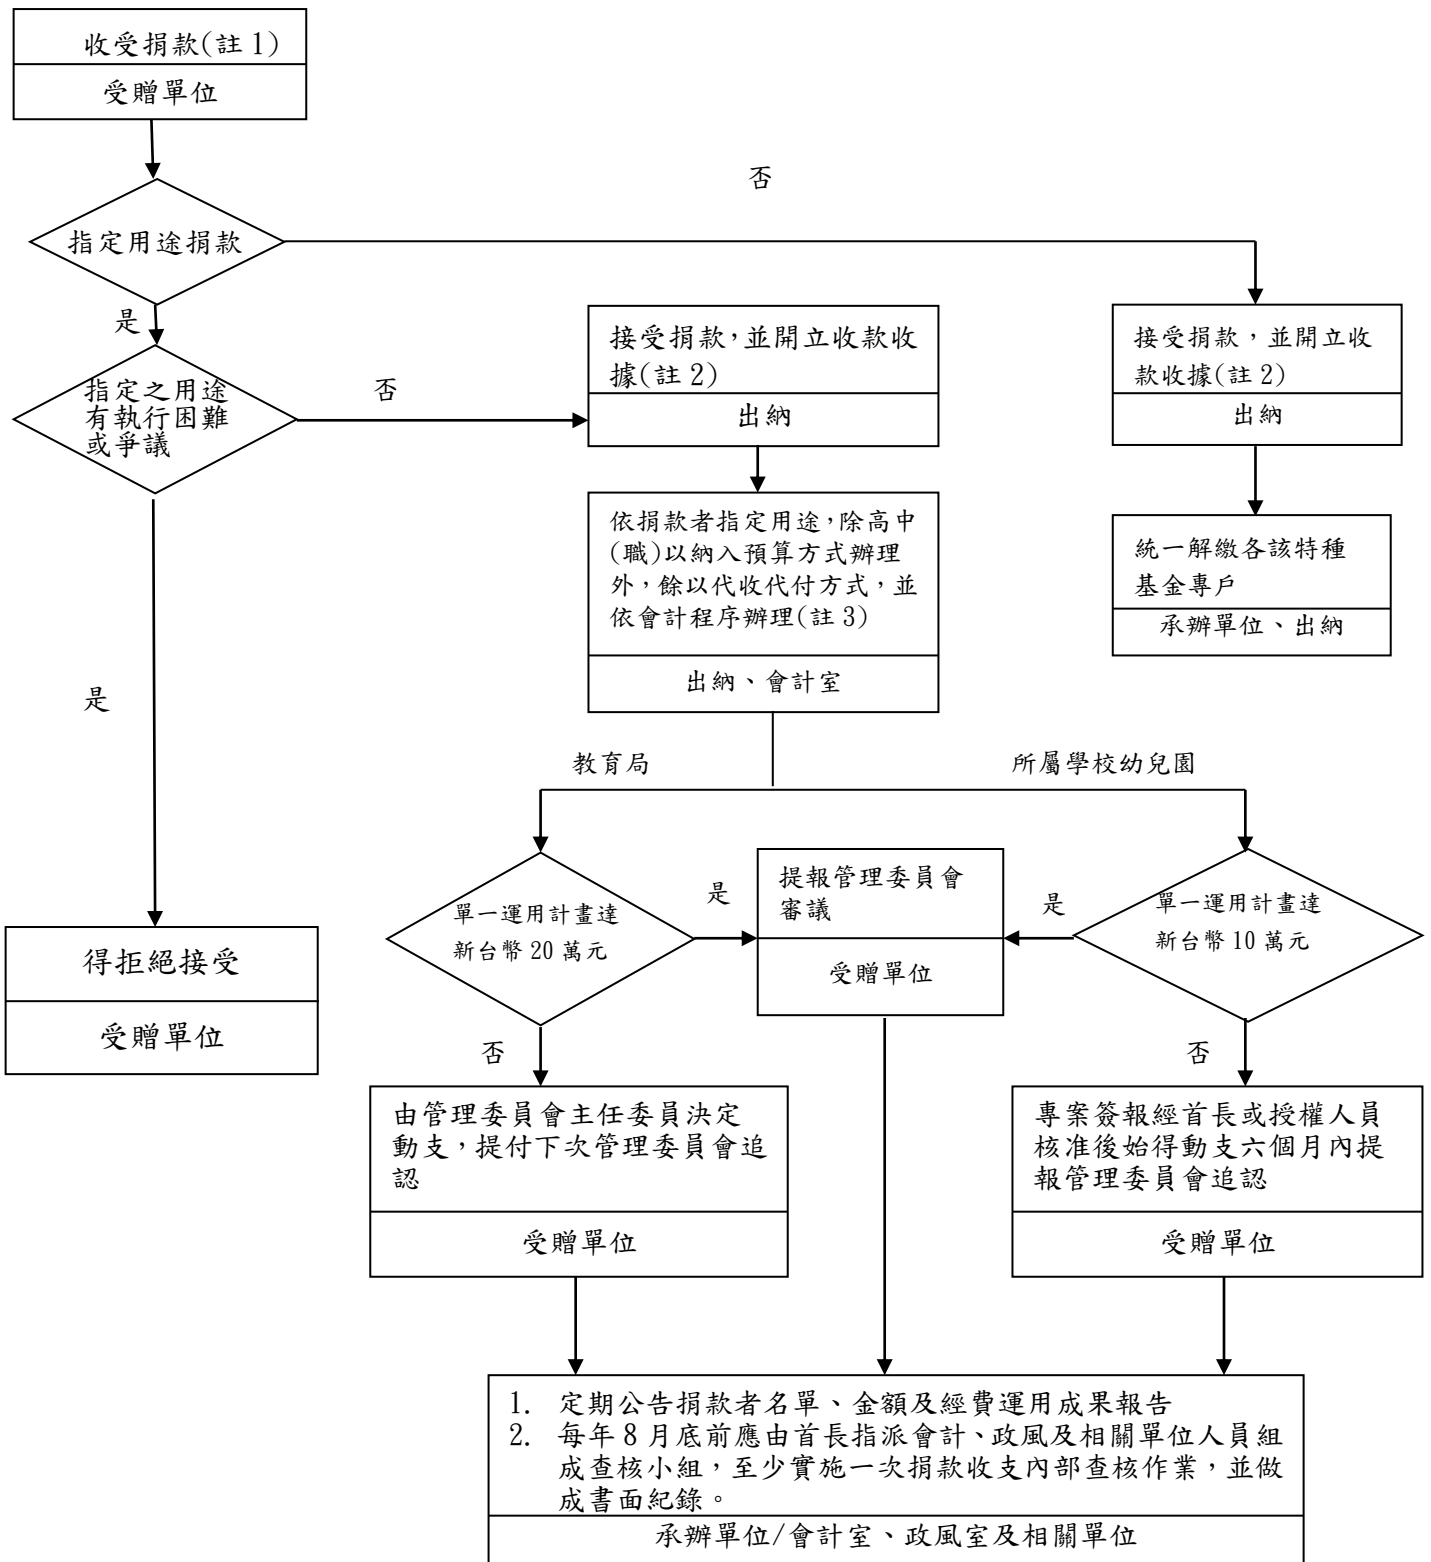 收受捐款(註 1)
受贈單位
否
指定用途捐款
是
指定之用途
有執行困難
或爭議
否
接受捐款,並開立收款收
據(註 2)
出納
接受捐款，並開立收
款收據(註 2)
出納
依捐款者指定用途,除高中
(職)以納入預算方式辦理
外，餘以代收代付方式，並
依會計程序辦理(註 3)
出納、會計室
統一解繳各該特種
基金專戶
承辦單位、出納
是
教育局
所屬學校幼兒園
單一運用計畫達
新台幣 20 萬元
是
提報管理委員會
審議
受贈單位
是
單一運用計畫達
新台幣 10 萬元
得拒絕接受
受贈單位
否
否
由管理委員會主任委員決定
動支，提付下次管理委員會追
認
受贈單位
專案簽報經首長或授權人員
核准後始得動支六個月內提
報管理委員會追認
受贈單位
1. 定期公告捐款者名單、金額及經費運用成果報告
2. 每年 8 月底前應由首長指派會計、政風及相關單位人員組
成查核小組，至少實施一次捐款收支內部查核作業，並做
成書面紀錄。
承辦單位/會計室、政風室及相關單位